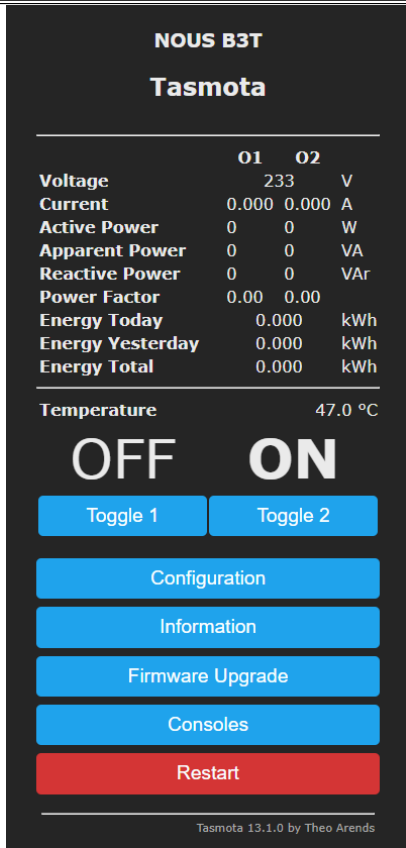 NOUS B3T
Tasmota
O1 O2
Voltage 233 V
Current 0.000 0.000 A
Active Power 0 0 W
Apparent Power 0 0 VA
Reactive Power 0 0 VAr
Power Factor 0.00 0.00
Energy Today 0.000 kWh
Energy Yesterday 0.000 kWh
Energy Total 0.000 kWh
Temperature 47.0 °C
OFF ON
Toggle 1 Toggle 2
Configuration
Information
Firmware Upgrade
Consoles
Restart
Tasmota 13.1.0 by Theo Arends